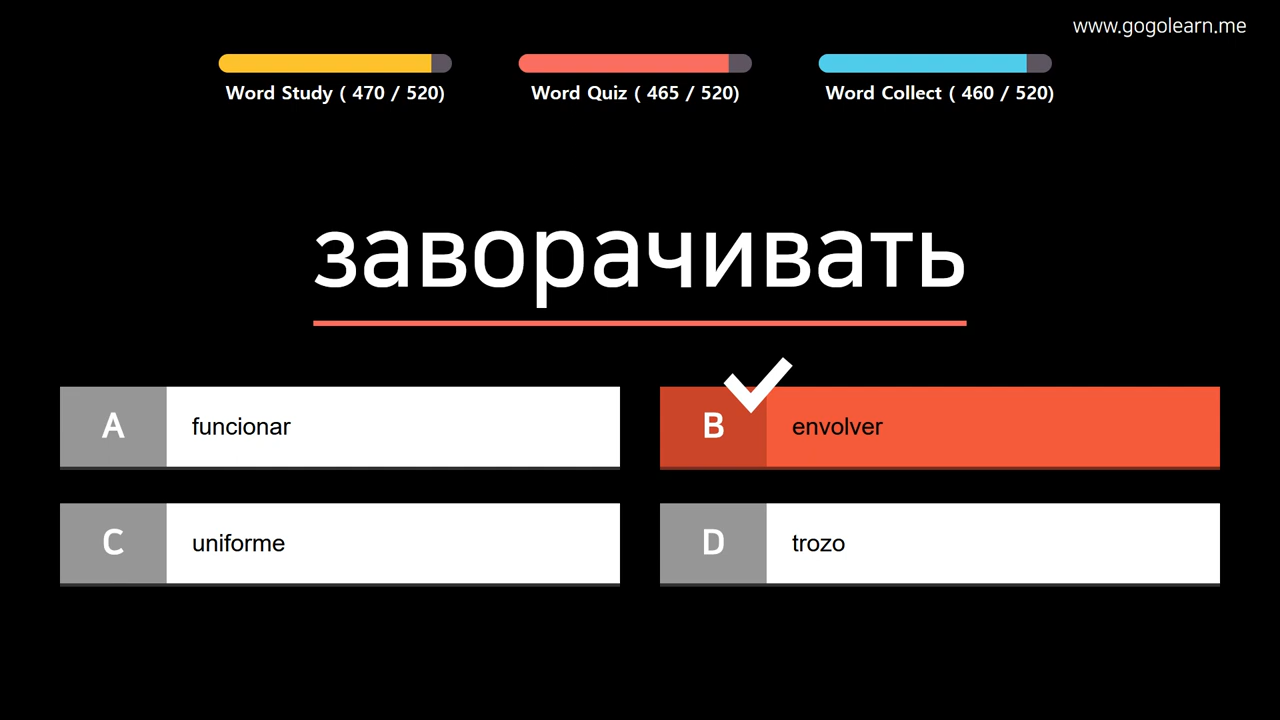 www.gogolearn.me
Word Study ( 470 / 520)
Word Quiz ( 465 / 520)
Word Collect ( 460 / 520)
заворачивать
A funcionar
B envolver
C uniforme
D trozo